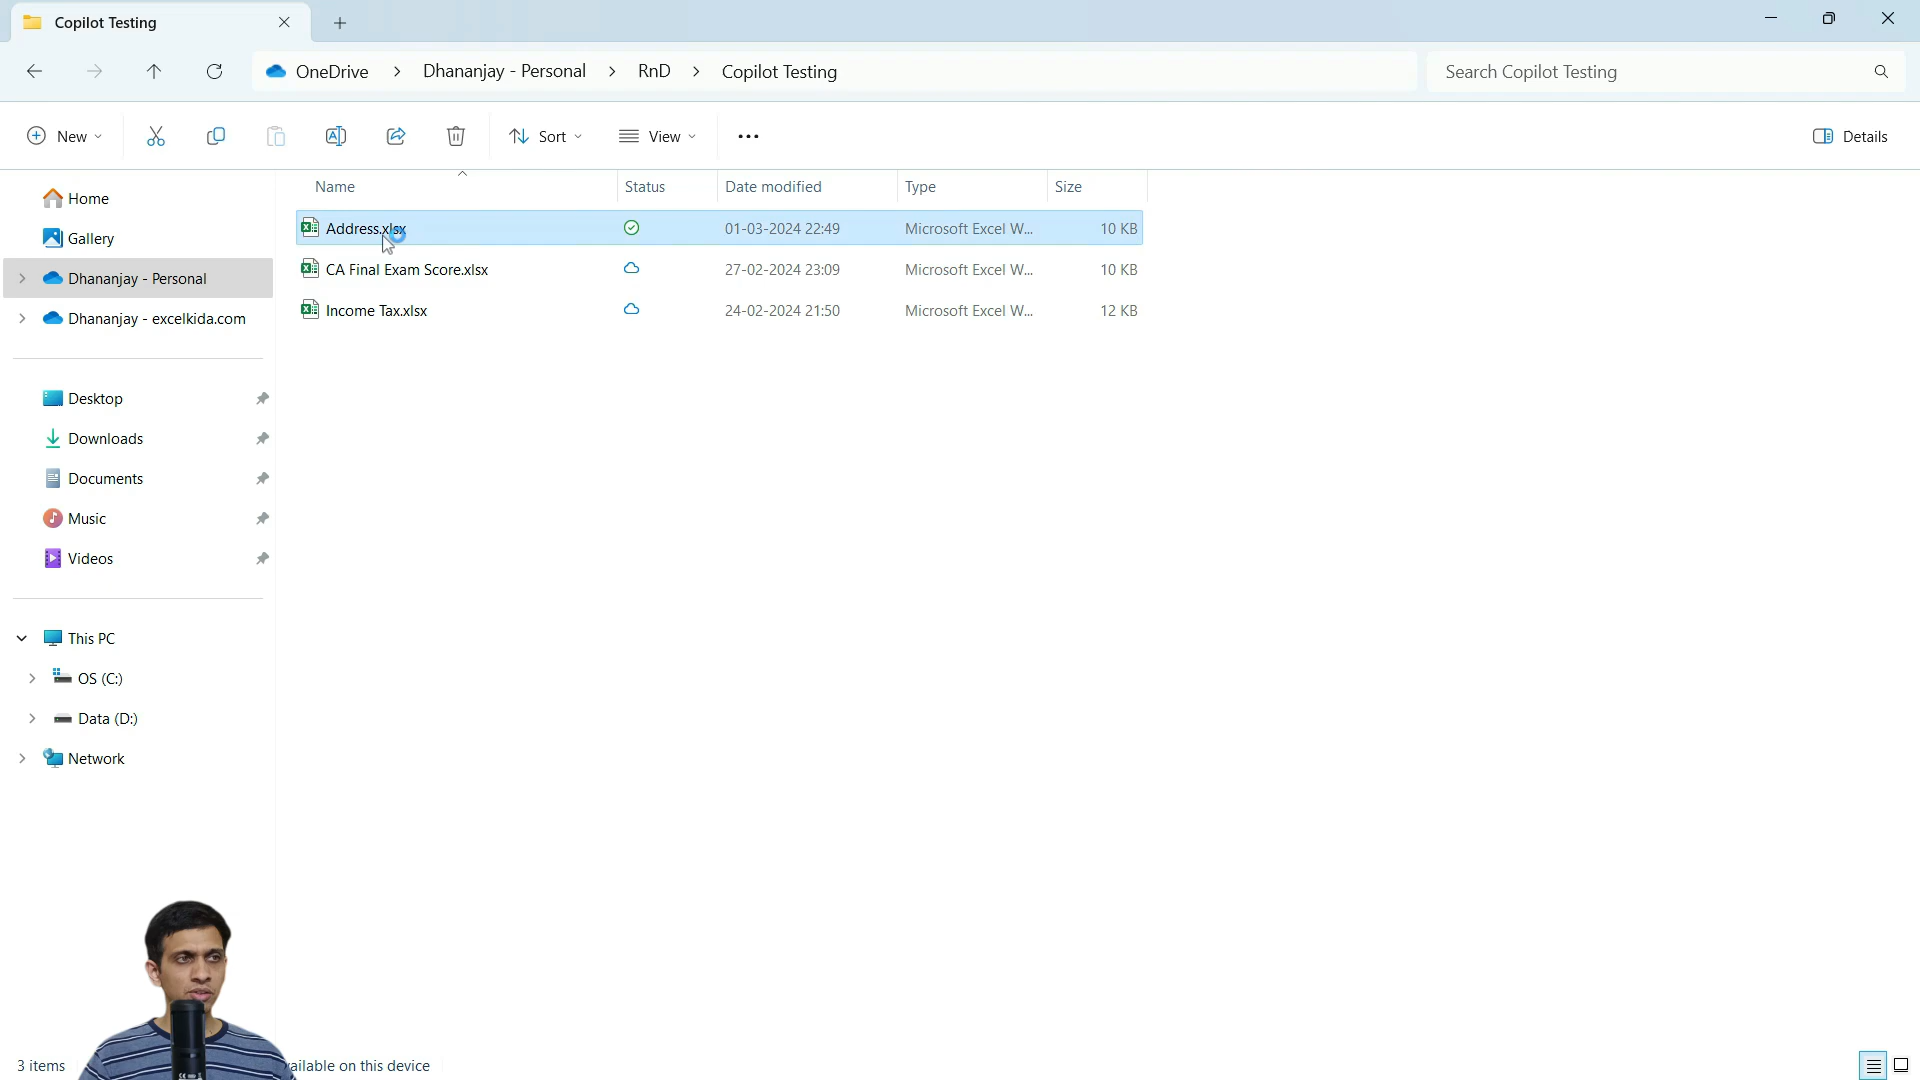 Copilot Testing
OneDrive > Dhananjay - Personal > RnD > Copilot Testing
Search Copilot Testing
New
Sort
View
Details
Name Status Date modified Type Size
Home
Gallery
Dhananjay - Personal
Dhananjay - excelkida.com
Desktop
Downloads
Documents
Music
Videos
This PC
OS (C:)
Data (D:)
Network
Address.xlsx 01-03-2024 22:49 Microsoft Excel W... 10 KB
CA Final Exam Score.xlsx 27-02-2024 23:09 Microsoft Excel W... 10 KB
Income Tax.xlsx 24-02-2024 21:50 Microsoft Excel W... 12 KB
3 items
ailable on this device